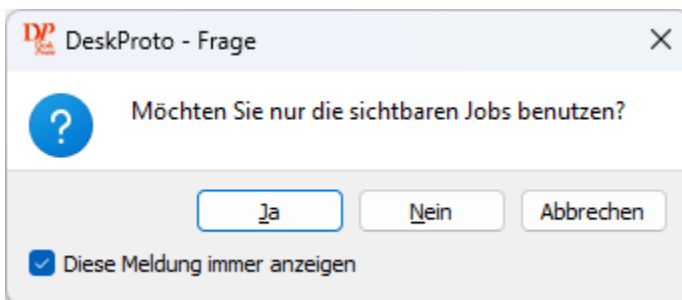 DeskProto - Frage
Möchten Sie nur die sichtbaren Jobs benutzen?
Ja Nein Abbrechen
Diese Meldung immer anzeigen